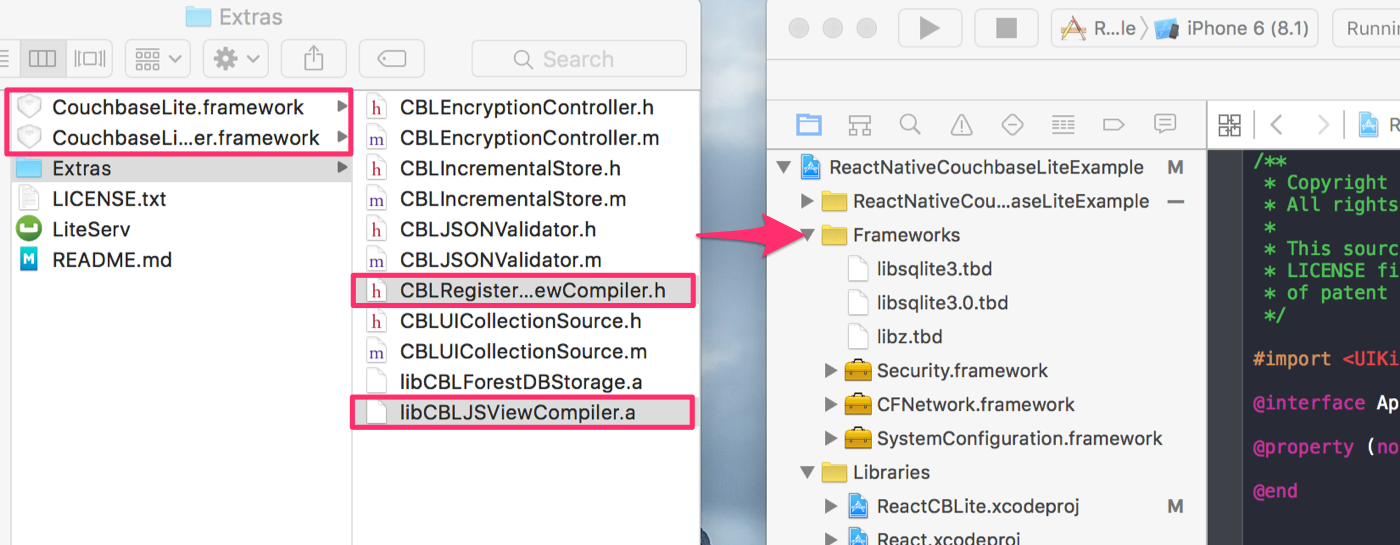 Extras
Search
CouchbaseLite.framework
CouchbaseLi...er.framework
Extras
LICENSE.txt
LiteServ
README.md
h CBLEncryptionController.h
m CBLEncryptionController.m
h CBLIncrementalStore.h
m CBLIncrementalStore.m
h CBLJSONValidator.h
m CBLJSONValidator.m
h CBLRegister...ewCompiler.h
h CBLUICollectionSource.h
m CBLUICollectionSource.m
libCBLForestDBStorage.a
libCBLJSViewCompiler.a
R...le
iPhone 6 (8.1)
Runnin
R
ReactNativeCouchbaseLiteExample M
ReactNativeCou...aseLiteExample
Frameworks
libsqlite3.tbd
libsqlite3.0.tbd
libz.tbd
Security.framework
CFNetwork.framework
SystemConfiguration.framework
Libraries
ReactCBLite.xcodeproj M
React.xcodeproj
/**
* Copyright
* All rights
*
* This sourc
* LICENSE fi
* of patent
*/
#import <UIKi
@interface Ap
@property (no
@end